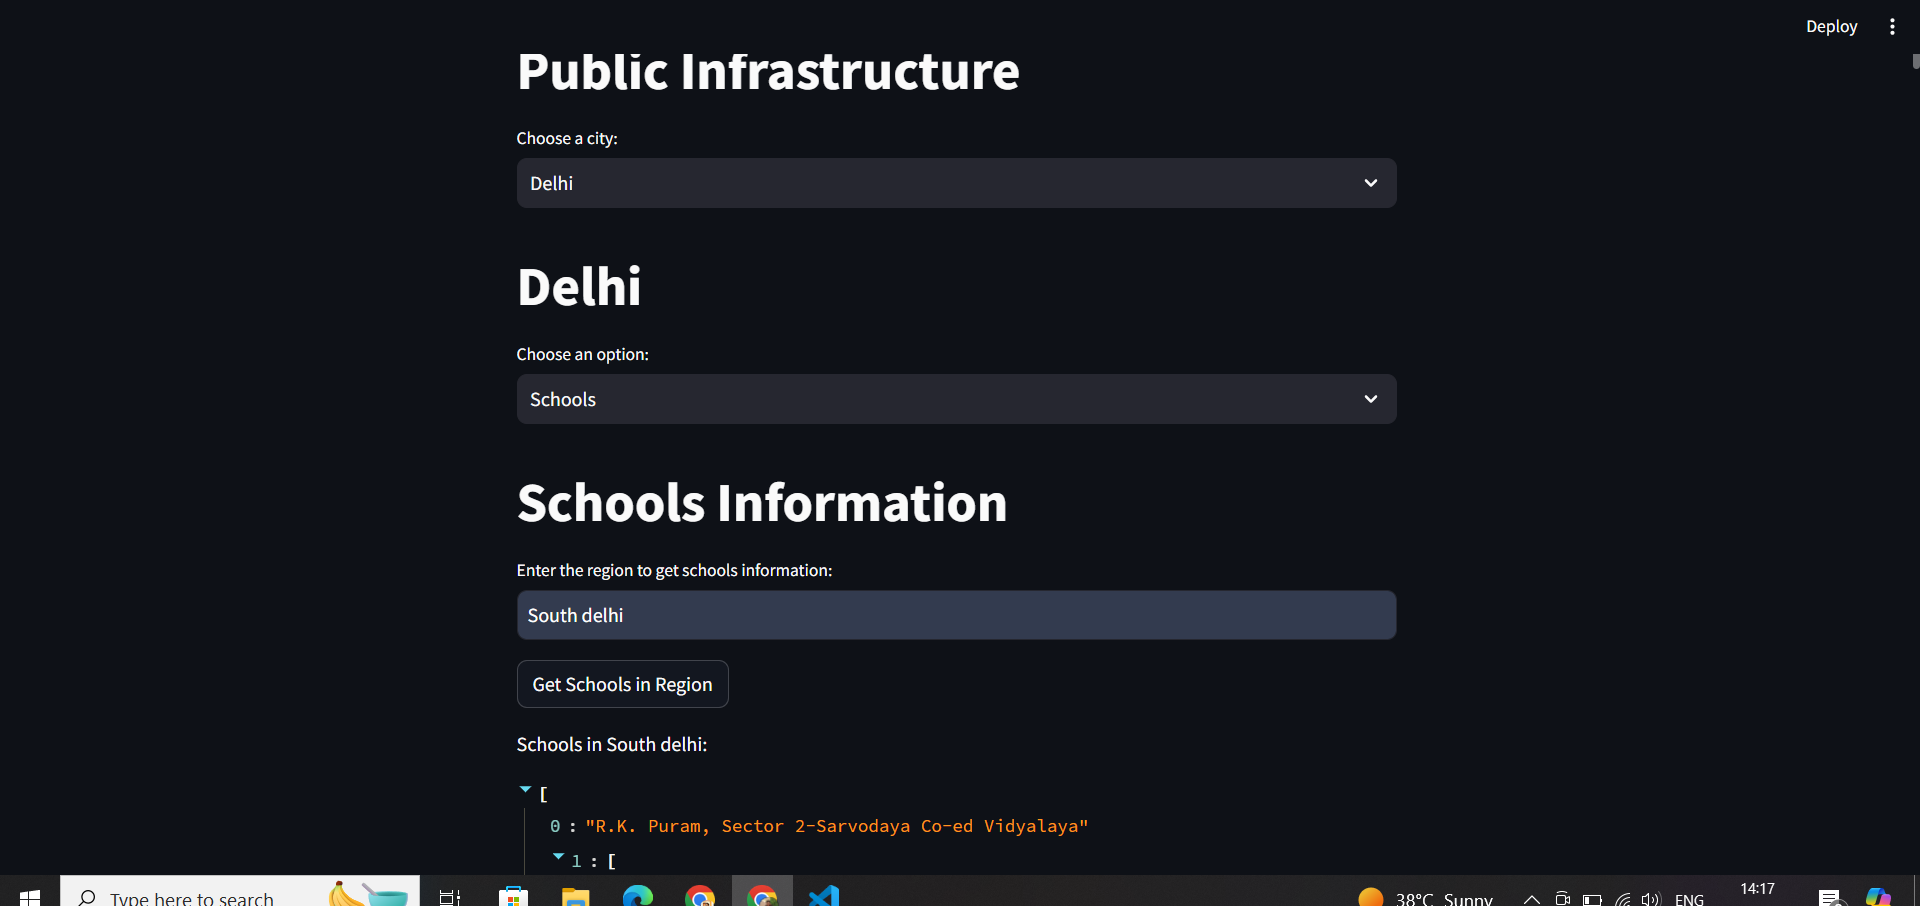 Deploy
Public Infrastructure
Choose a city:
Delhi
Delhi
Choose an option:
Schools
Schools Information
Enter the region to get schools information:
South delhi
Get Schools in Region
Schools in South delhi:
[
0 : "R.K. Puram, Sector 2-Sarvodaya Co-ed Vidyalaya"
1 : [
Type here to search
38°C Sunny
ENG
14:17